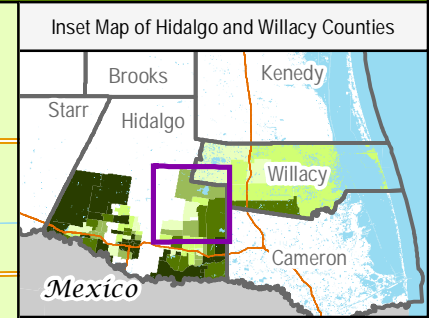 Inset Map of Hidalgo and Willacy Counties
Brooks
Kenedy
Starr
Hidalgo
Willacy
Cameron
Mexico